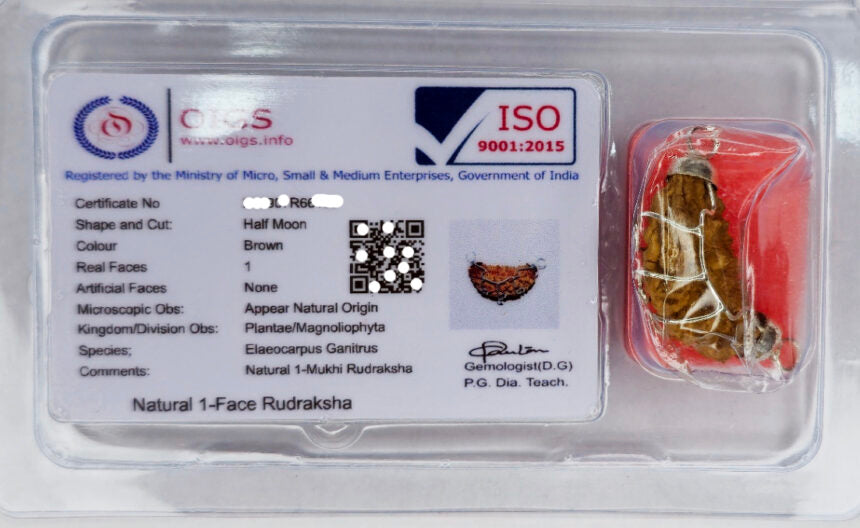 OIGS
www.oigs.info
ISO
9001:2015
Registered by the Ministry of Micro, Small & Medium Enterprises, Government of India
Certificate No
Shape and Cut: Half Moon
Colour Brown
Real Faces 1
Artificial Faces None
Microscopic Obs: Appear Natural Origin
Kingdom/Division Obs: Plantae/Magnoliophyta
Species; Elaeocarpus Ganitrus
Comments: Natural 1-Mukhi Rudraksha
Gemologist(D.G)
P.G. Dia. Teach.
Natural 1-Face Rudraksha